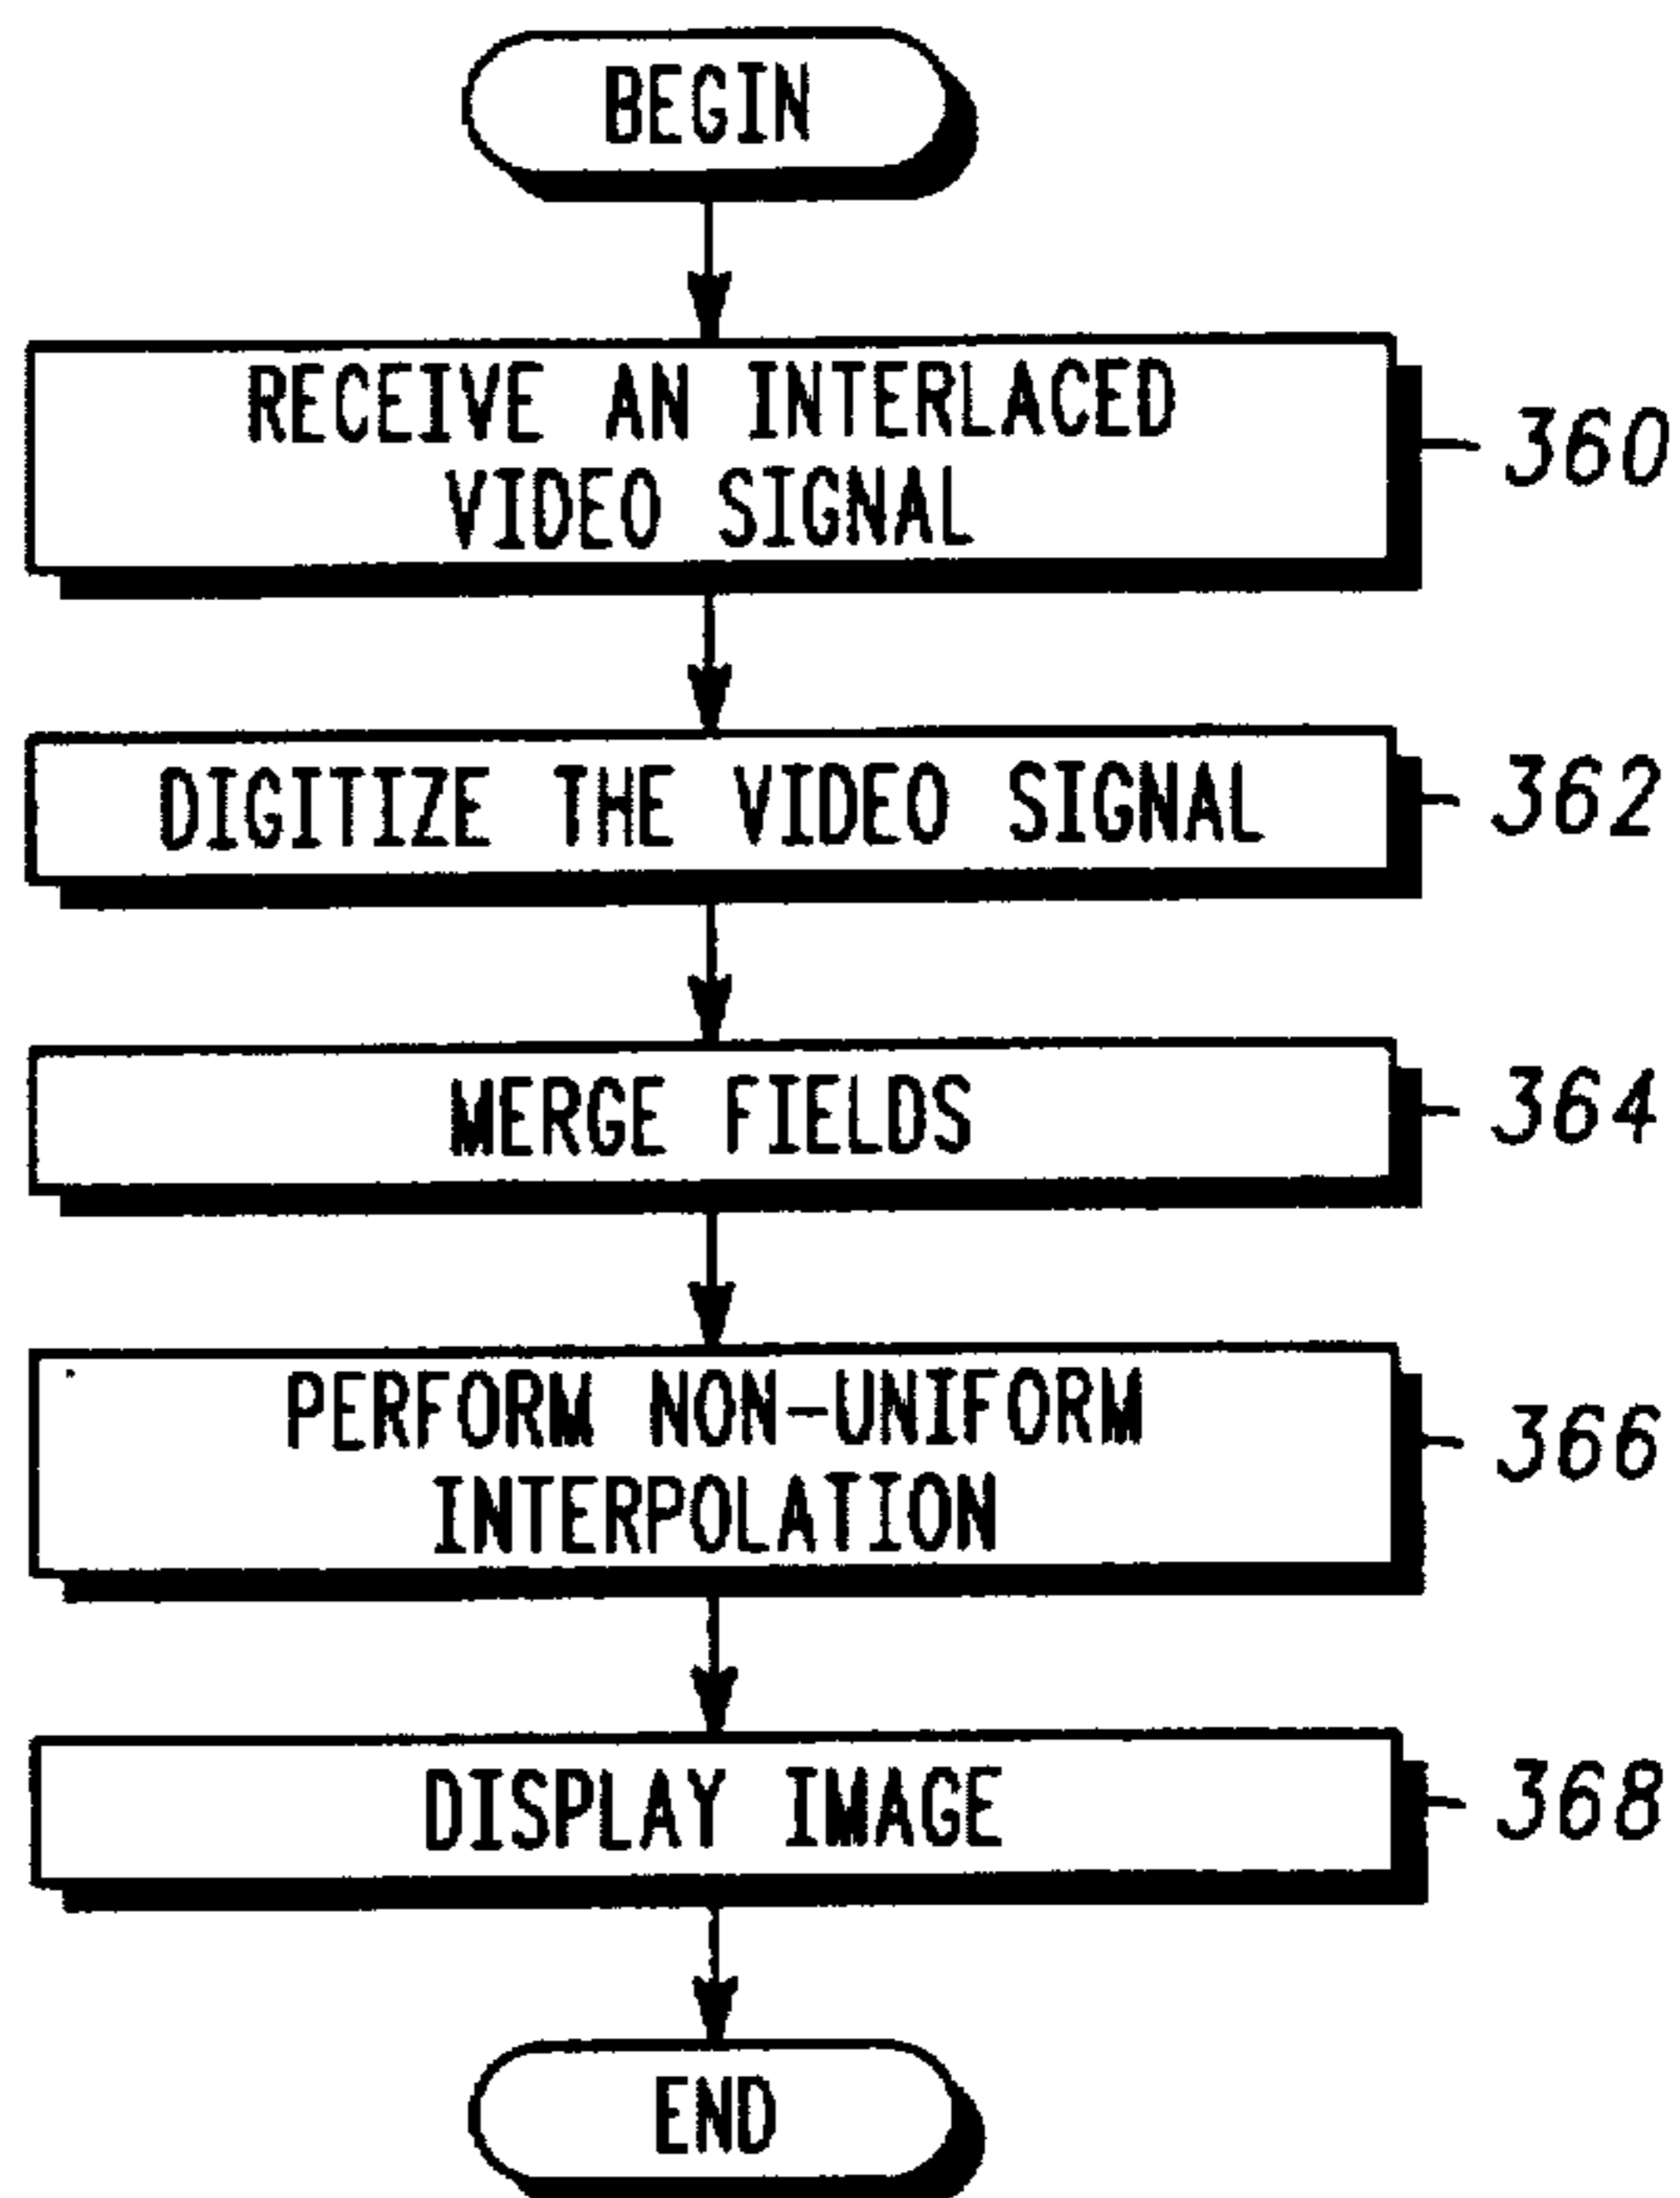 BEGIN
RECEIVE AN INTERLACED
VIDEO SIGNAL
360
DIGITIZE THE VIDEO SIGNAL
362
MERGE FIELDS
364
PERFORM NON-UNIFORM
INTERPOLATION
366
DISPLAY IMAGE
368
END